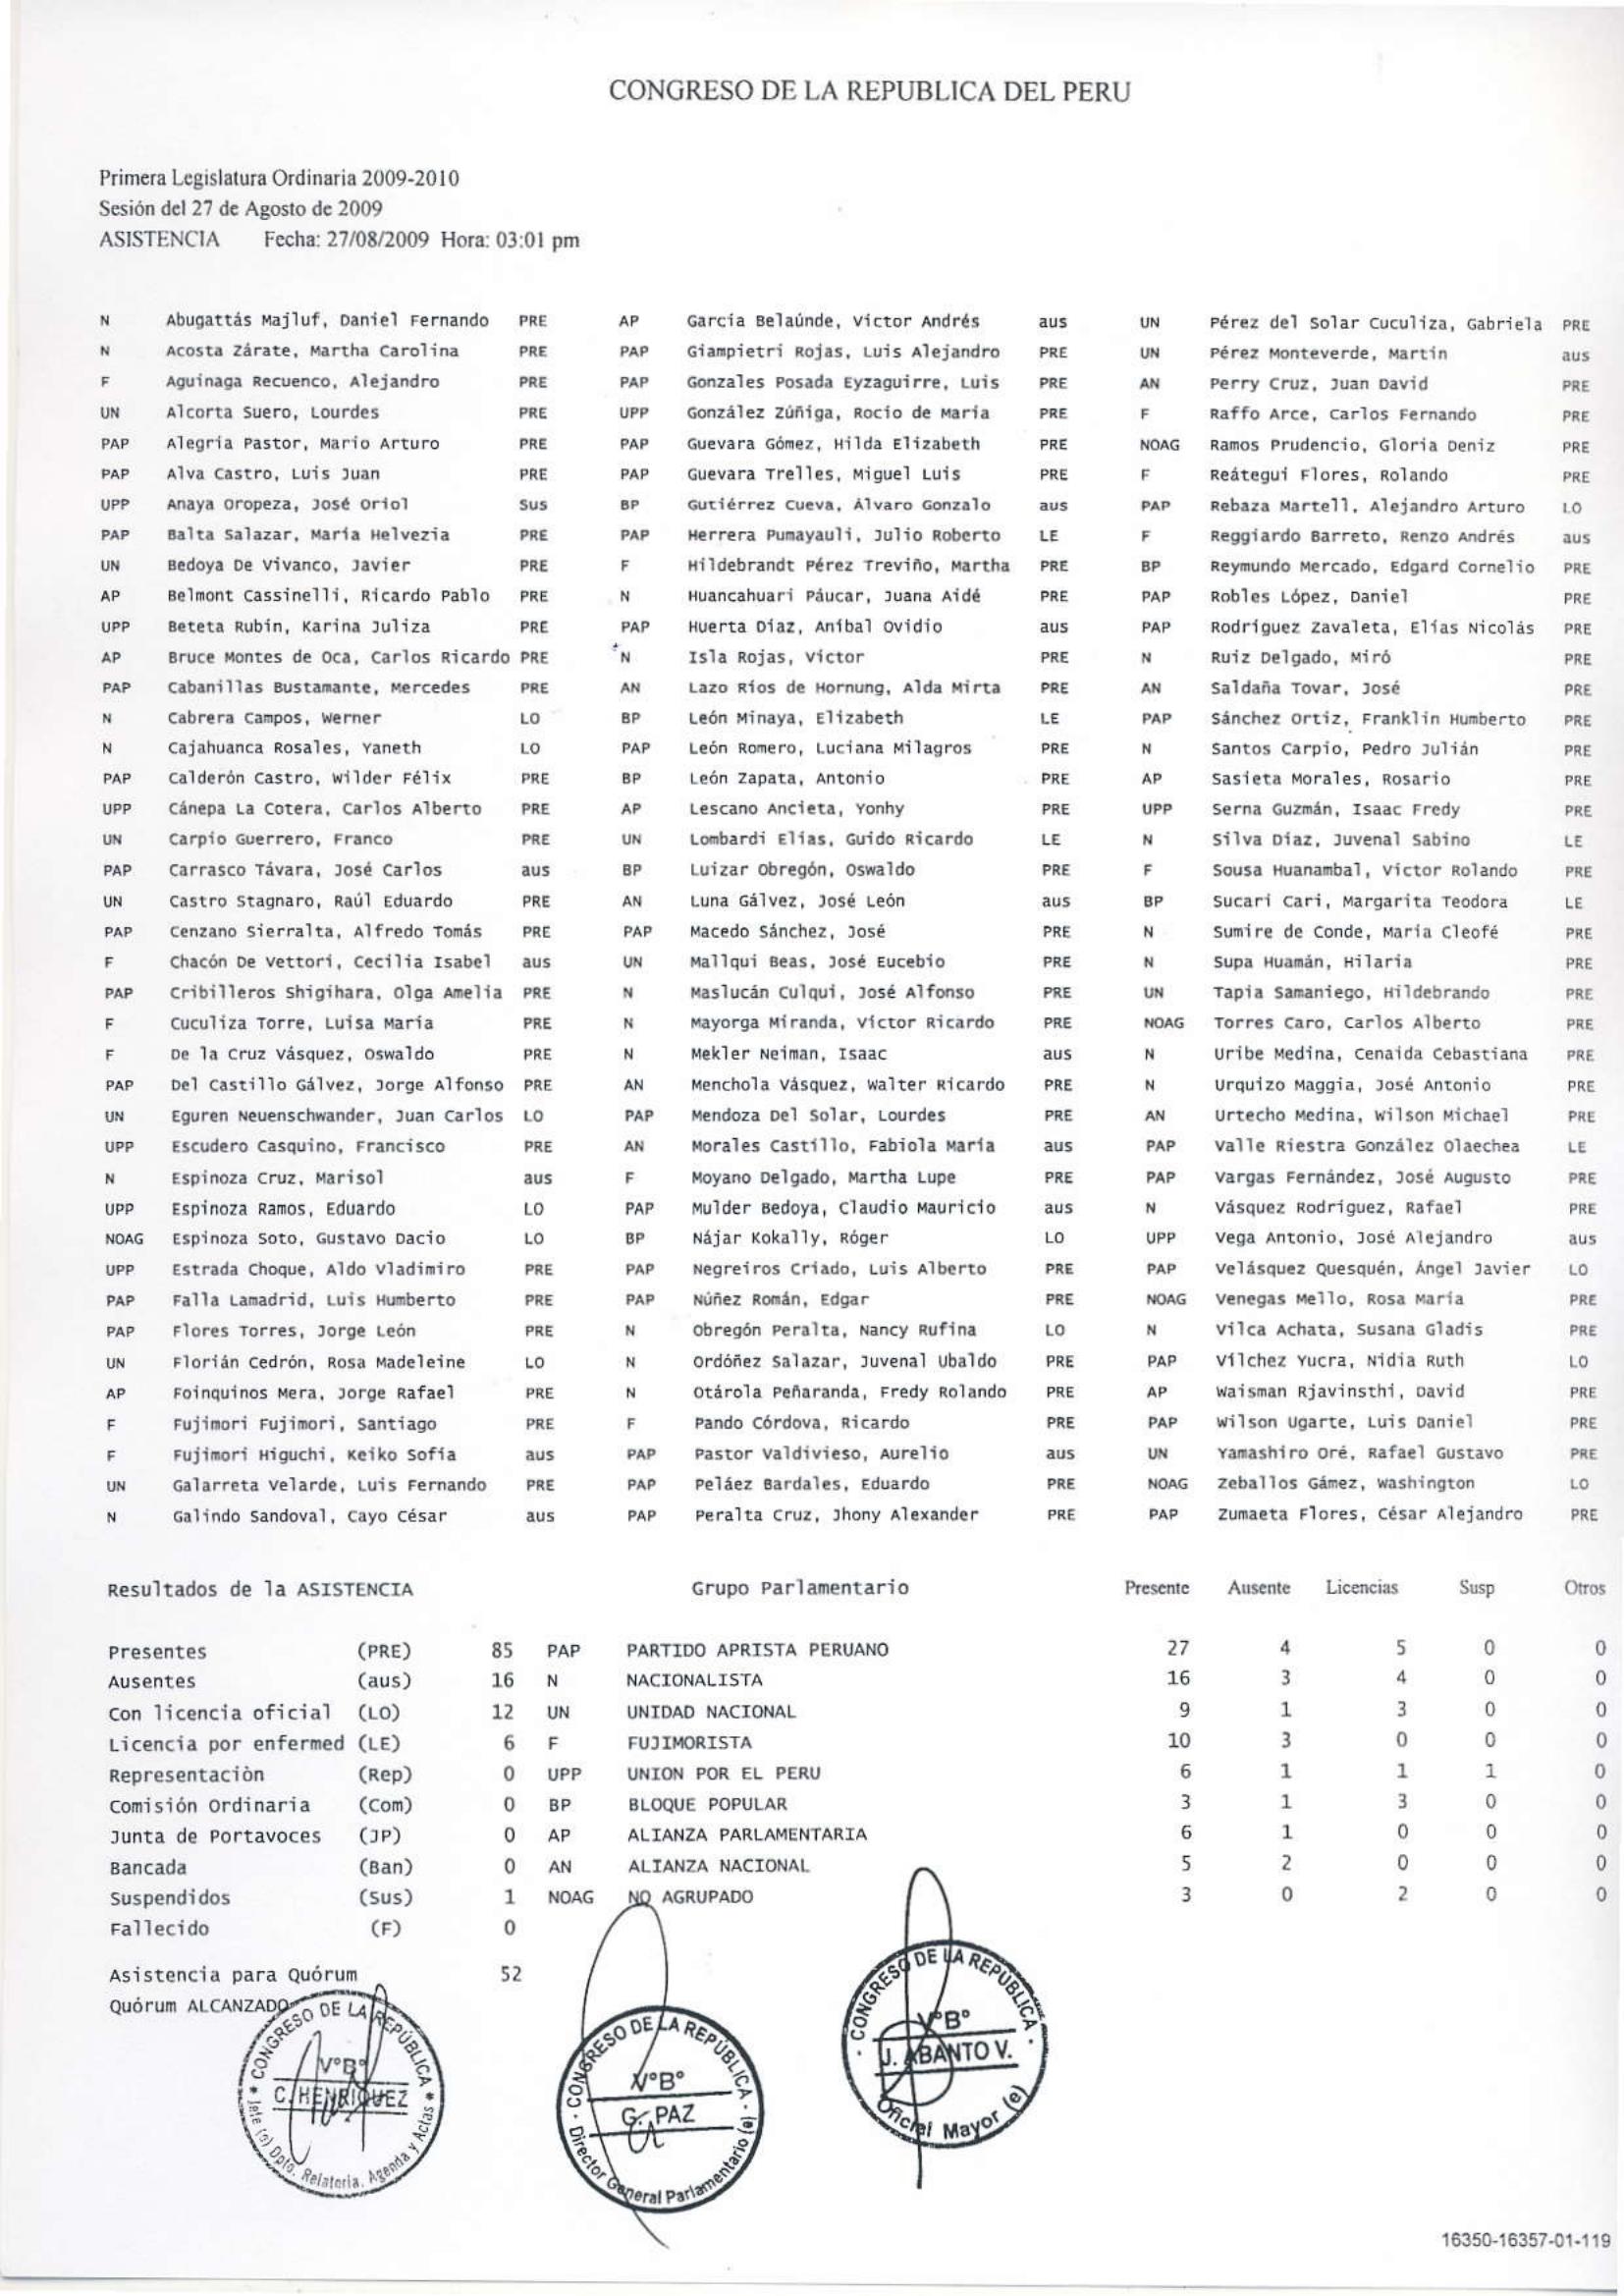 CONGRESO DE LA REPUBLICA DEL PERU
Primera Legislatura Ordinaria 2009-2010
Sesión del 27 de Agosto de 2009
ASISTENCIA Fecha: 27/08/2009 Hora: 03:01 pm
N Abugattás Majluf, Daniel Fernando PRE AP García Belaúnde, Víctor Andrés aus UN Pérez del Solar Cuculiza, Gabriela PRE
N Acosta Zárate, Martha Carolina PRE PAP Giampietri Rojas, Luis Alejandro PRE UN Pérez Monteverde, Martín aus
F Aguinaga Recuenco, Alejandro PRE PAP Gonzales Posada Eyzaguirre, Luis PRE AN Perry Cruz, Juan David PRE
UN Alcorta Suero, Lourdes PRE UPP González Zúñiga, Rocío de María PRE F Raffo Arce, Carlos Fernando PRE
PAP Alegría Pastor, Mario Arturo PRE PAP Guevara Gómez, Hilda Elizabeth PRE NOAG Ramos Prudencio, Gloria Deniz PRE
PAP Alva Castro, Luis Juan PRE PAP Guevara Trelles, Miguel Luis PRE F Reátegui Flores, Rolando PRE
UPP Anaya Oropeza, José Oriol Sus BP Gutiérrez Cueva, Álvaro Gonzalo aus PAP Rebaza Martell, Alejandro Arturo LO
PAP Balta Salazar, María Helvezia PRE PAP Herrera Pumayauli, Julio Roberto LE F Reggiardo Barreto, Renzo Andrés aus
UN Bedoya De Vivanco, Javier PRE F Hildebrandt Pérez Treviño, Martha PRE BP Reymundo Mercado, Edgard Cornelio PRE
AP Belmont Cassinelli, Ricardo Pablo PRE N Huancahuari Páucar, Juana Aidé PRE PAP Robles López, Daniel PRE
UPP Beteta Rubín, Karina Juliza PRE PAP Huerta Díaz, Aníbal Ovidio aus PAP Rodríguez Zavaleta, Elías Nicolás PRE
AP Bruce Montes de Oca, Carlos Ricardo PRE N Isla Rojas, Víctor PRE N Ruiz Delgado, Miró PRE
PAP Cabanillas Bustamante, Mercedes PRE AN Lazo Ríos de Hornung, Alda Mirta PRE AN Saldaña Tovar, José PRE
N Cabrera Campos, Werner LO BP León Minaya, Elizabeth LE PAP Sánchez Ortiz, Franklin Humberto PRE
N Cajahuanca Rosales, Yaneth LO PAP León Romero, Luciana Milagros PRE N Santos Carpio, Pedro Julián PRE
PAP Calderón Castro, Wilder Félix PRE BP León Zapata, Antonio PRE AP Sasieta Morales, Rosario PRE
UPP Cánepa La Cotera, Carlos Alberto PRE AP Lescano Ancieta, Yonhy PRE UPP Serna Guzmán, Isaac Fredy PRE
UN Carpio Guerrero, Franco PRE UN Lombardi Elías, Guido Ricardo LE N Silva Díaz, Juvenal Sabino LE
PAP Carrasco Távara, José Carlos aus BP Luizar Obregón, Oswaldo PRE F Sousa Huanambal, Víctor Rolando PRE
UN Castro Stagnaro, Raúl Eduardo PRE AN Luna Gálvez, José León aus BP Sucari Cari, Margarita Teodora LE
PAP Cenzano Sierralta, Alfredo Tomás PRE PAP Macedo Sánchez, José PRE N Sumire de Conde, María Cleofé PRE
F Chacón De Vettori, Cecilia Isabel aus UN Mallqui Beas, José Eucebio PRE N Supa Huamán, Hilaria PRE
PAP Cribilleros Shigihara, Olga Amelia PRE N Maslucán Culqui, José Alfonso PRE UN Tapia Samaniego, Hildebrando PRE
F Cuculiza Torre, Luisa María PRE N Mayorga Miranda, Víctor Ricardo PRE NOAG Torres Caro, Carlos Alberto PRE
F De la Cruz Vásquez, Oswaldo PRE N Mekler Neiman, Isaac aus N Uribe Medina, Cenaida Cebastiana PRE
PAP Del Castillo Gálvez, Jorge Alfonso PRE AN Menchola Vásquez, Walter Ricardo PRE N Urquizo Maggia, José Antonio PRE
UN Eguren Neuenschwander, Juan Carlos LO PAP Mendoza Del Solar, Lourdes PRE AN Urtecho Medina, Wilson Michael PRE
UPP Escudero Casquino, Francisco PRE AN Morales Castillo, Fabiola María aus PAP Valle Riestra González Olaechea LE
N Espinoza Cruz, Marisol aus F Moyano Delgado, Martha Lupe PRE PAP Vargas Fernández, José Augusto PRE
UPP Espinoza Ramos, Eduardo LO PAP Mulder Bedoya, Claudio Mauricio aus N Vásquez Rodríguez, Rafael PRE
NOAG Espinoza Soto, Gustavo Dacio LO BP Nájar Kokally, Róger LO UPP Vega Antonio, José Alejandro aus
UPP Estrada Choque, Aldo Vladimiro PRE PAP Negreiros Criado, Luis Alberto PRE PAP Velásquez Quesquén, Ángel Javier LO
PAP Falla Lamadrid, Luis Humberto PRE PAP Núñez Román, Edgar PRE NOAG Venegas Mello, Rosa María PRE
PAP Flores Torres, Jorge León PRE N Obregón Peralta, Nancy Rufina LO N Vilca Achata, Susana Gladis PRE
UN Florián Cedrón, Rosa Madeleine LO N Ordóñez Salazar, Juvenal Ubaldo PRE PAP Vílchez Yucra, Nidia Ruth LO
AP Foinquinos Mera, Jorge Rafael PRE N Otárola Peñaranda, Fredy Rolando PRE AP Waisman Rjavinsthi, David PRE
F Fujimori Fujimori, Santiago PRE F Pando Córdova, Ricardo PRE PAP Wilson Ugarte, Luis Daniel PRE
F Fujimori Higuchi, Keiko Sofía aus PAP Pastor Valdivieso, Aurelio aus UN Yamashiro Oré, Rafael Gustavo PRE
UN Galarreta Velarde, Luis Fernando PRE PAP Peláez Bardales, Eduardo PRE NOAG Zeballos Gámez, Washington LO
N Galindo Sandoval, Cayo César aus PAP Peralta Cruz, Jhony Alexander PRE PAP Zumaeta Flores, César Alejandro PRE
Resultados de la ASISTENCIA Grupo Parlamentario Presente Ausente Licencias Susp Otros
Presentes (PRE) 85 PAP PARTIDO APRISTA PERUANO 27 4 5 0 0
Ausentes (aus) 16 N NACIONALISTA 16 3 4 0 0
Con licencia oficial (LO) 12 UN UNIDAD NACIONAL 9 1 3 0 0
Licencia por enfermed (LE) 6 F FUJIMORISTA 10 3 0 0 0
Representaciòn (Rep) 0 UPP UNION POR EL PERU 6 1 1 1 0
Comisión Ordinaria (Com) 0 BP BLOQUE POPULAR 3 1 3 0 0
Junta de Portavoces (JP) 0 AP ALIANZA PARLAMENTARIA 6 1 0 0 0
Bancada (Ban) 0 AN ALIANZA NACIONAL 5 2 0 0 0
Suspendidos (Sus) 1 NOAG NO AGRUPADO 3 0 2 0 0
Fallecido (F) 0
Asistencia para Quórum 52
Quórum ALCANZADO
* CONGRESO DE LA REPÚBLICA *
V°B°
C. HENRIQUEZ
Jefe (e) Dpto. Relatoria, Agenda y Actas
- CONGRESO DE LA REPÚBLICA -
V°B°
G. PAZ
Director General Parlamentario (e)
- CONGRESO DE LA REPÚBLICA -
V°B°
J. ABANTO V.
Oficial Mayor (e)
16350-16357-01-119